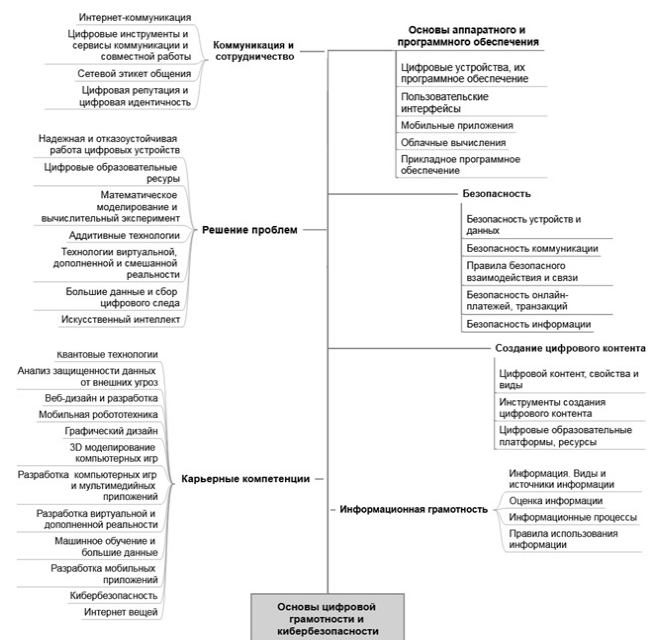 Интернет-коммуникация
Цифровые инструменты и
сервисы коммуникации и
совместной работы
Сетевой этикет общения
Цифровая репутация и
цифровая идентичность
Коммуникация и
сотрудничество
Надежная и отказоустойчивая
работа цифровых устройств
Цифровые образовательные
ресуры
Математическое
моделирование и
вычислительный эксперимент
Аддитивные технологии
Технологии виртуальной,
дополненной и смешанной
реальности
Большие данные и сбор
цифрового следа
Искусственный интеллект
Решение проблем
Квантовые технологии
Анализ защищенности данных
от внешних угроз
Веб-дизайн и разработка
Мобильная робототехника
Графический дизайн
3D моделирование
компьютерных игр
Разработка компьютерных игр
и мультимедийных
приложений
Разработка виртуальной и
дополненной реальности
Машинное обучение и
большие данные
Разработка мобильных
приложений
Кибербезопасность
Интернет вещей
Карьерные компетенции
Основы аппаратного и
программного обеспечения
Цифровые устройства, их
программное обеспечение
Пользовательские
интерфейсы
Мобильные приложения
Облачные вычисления
Прикладное программное
обеспечение
Безопасность
Безопасность устройств и
данных
Безопасность коммуникации
Правила безопасного
взаимодействия и связи
Безопасность онлайн-
платежей, транзакций
Безопасность информации
Создание цифрового контента
Цифровой контент, свойства и
виды
Инструменты создания
цифрового контента
Цифровые образовательные
платформы, ресурсы
Информационная грамотность
Информация. Виды и
источники информации
Оценка информации
Информационные процессы
Правила использования
информации
Основы цифровой
грамотности и
кибербезопасности